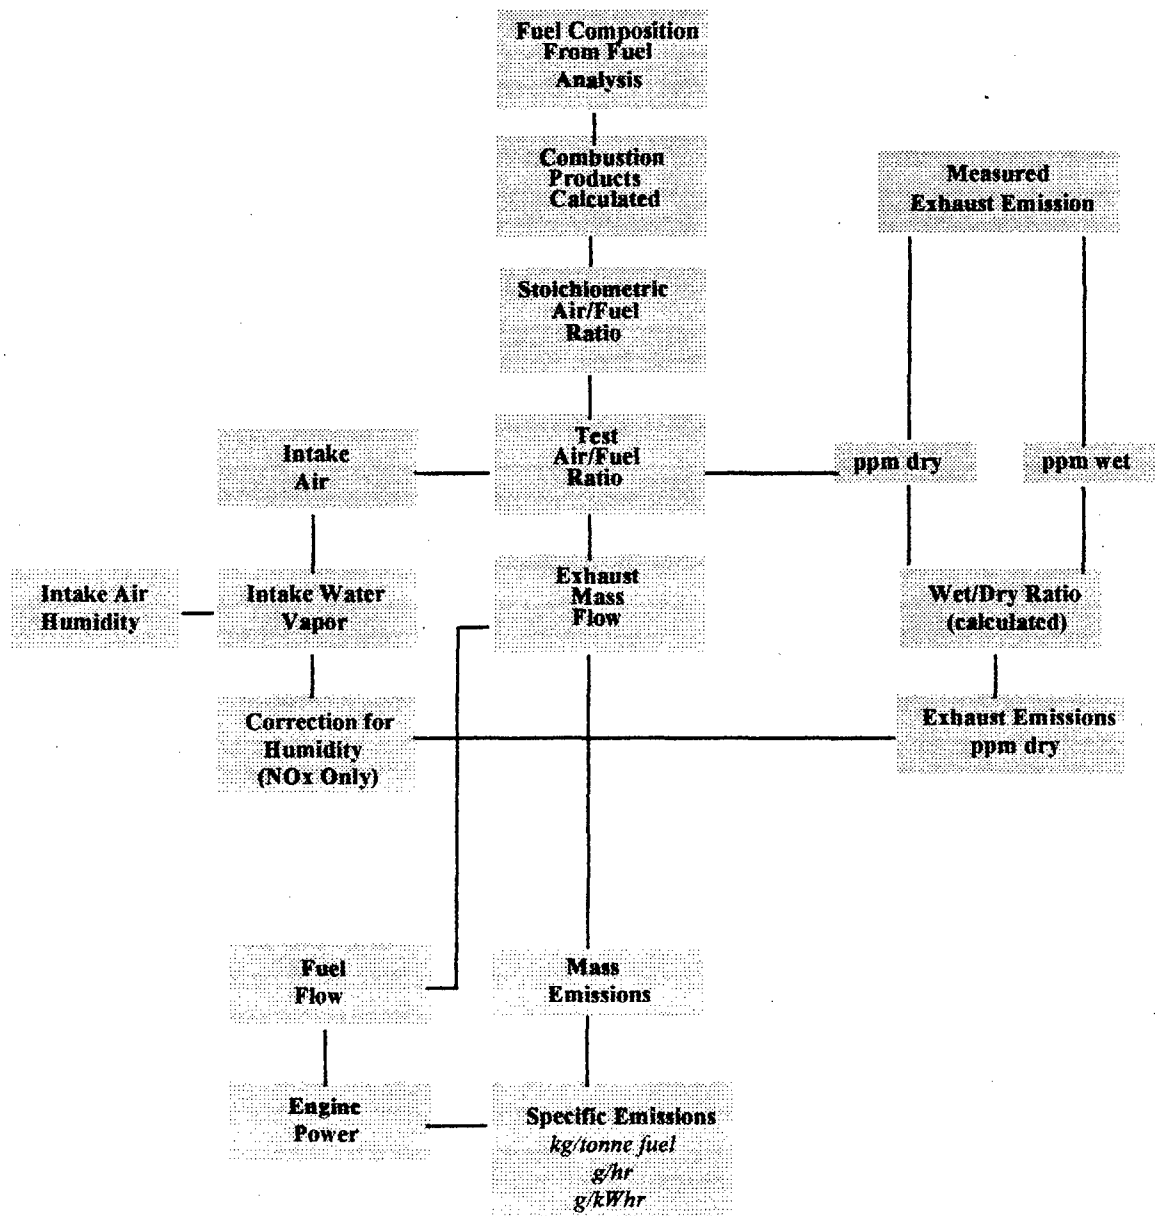 Fuel Composition
From Fuel
Analysis
Combustion
Products
Calculated
Measured
Exhaust Emission
Stoichiometric
Air/Fuel
Ratio
Intake
Air
Test
Air/Fuel
Ratio
ppm dry
ppm wet
Intake Air
Humidity
Intake Water
Vapor
Exhaust
Mass
Flow
Wet/Dry Ratio
(calculated)
Correction for
Humidity
(NOx Only)
Exhaust Emissions
ppm dry
Fuel
Flow
Mass
Emissions
Engine
Power
Specific Emissions
kg/tonne fuel
g/hr
g/kWhr